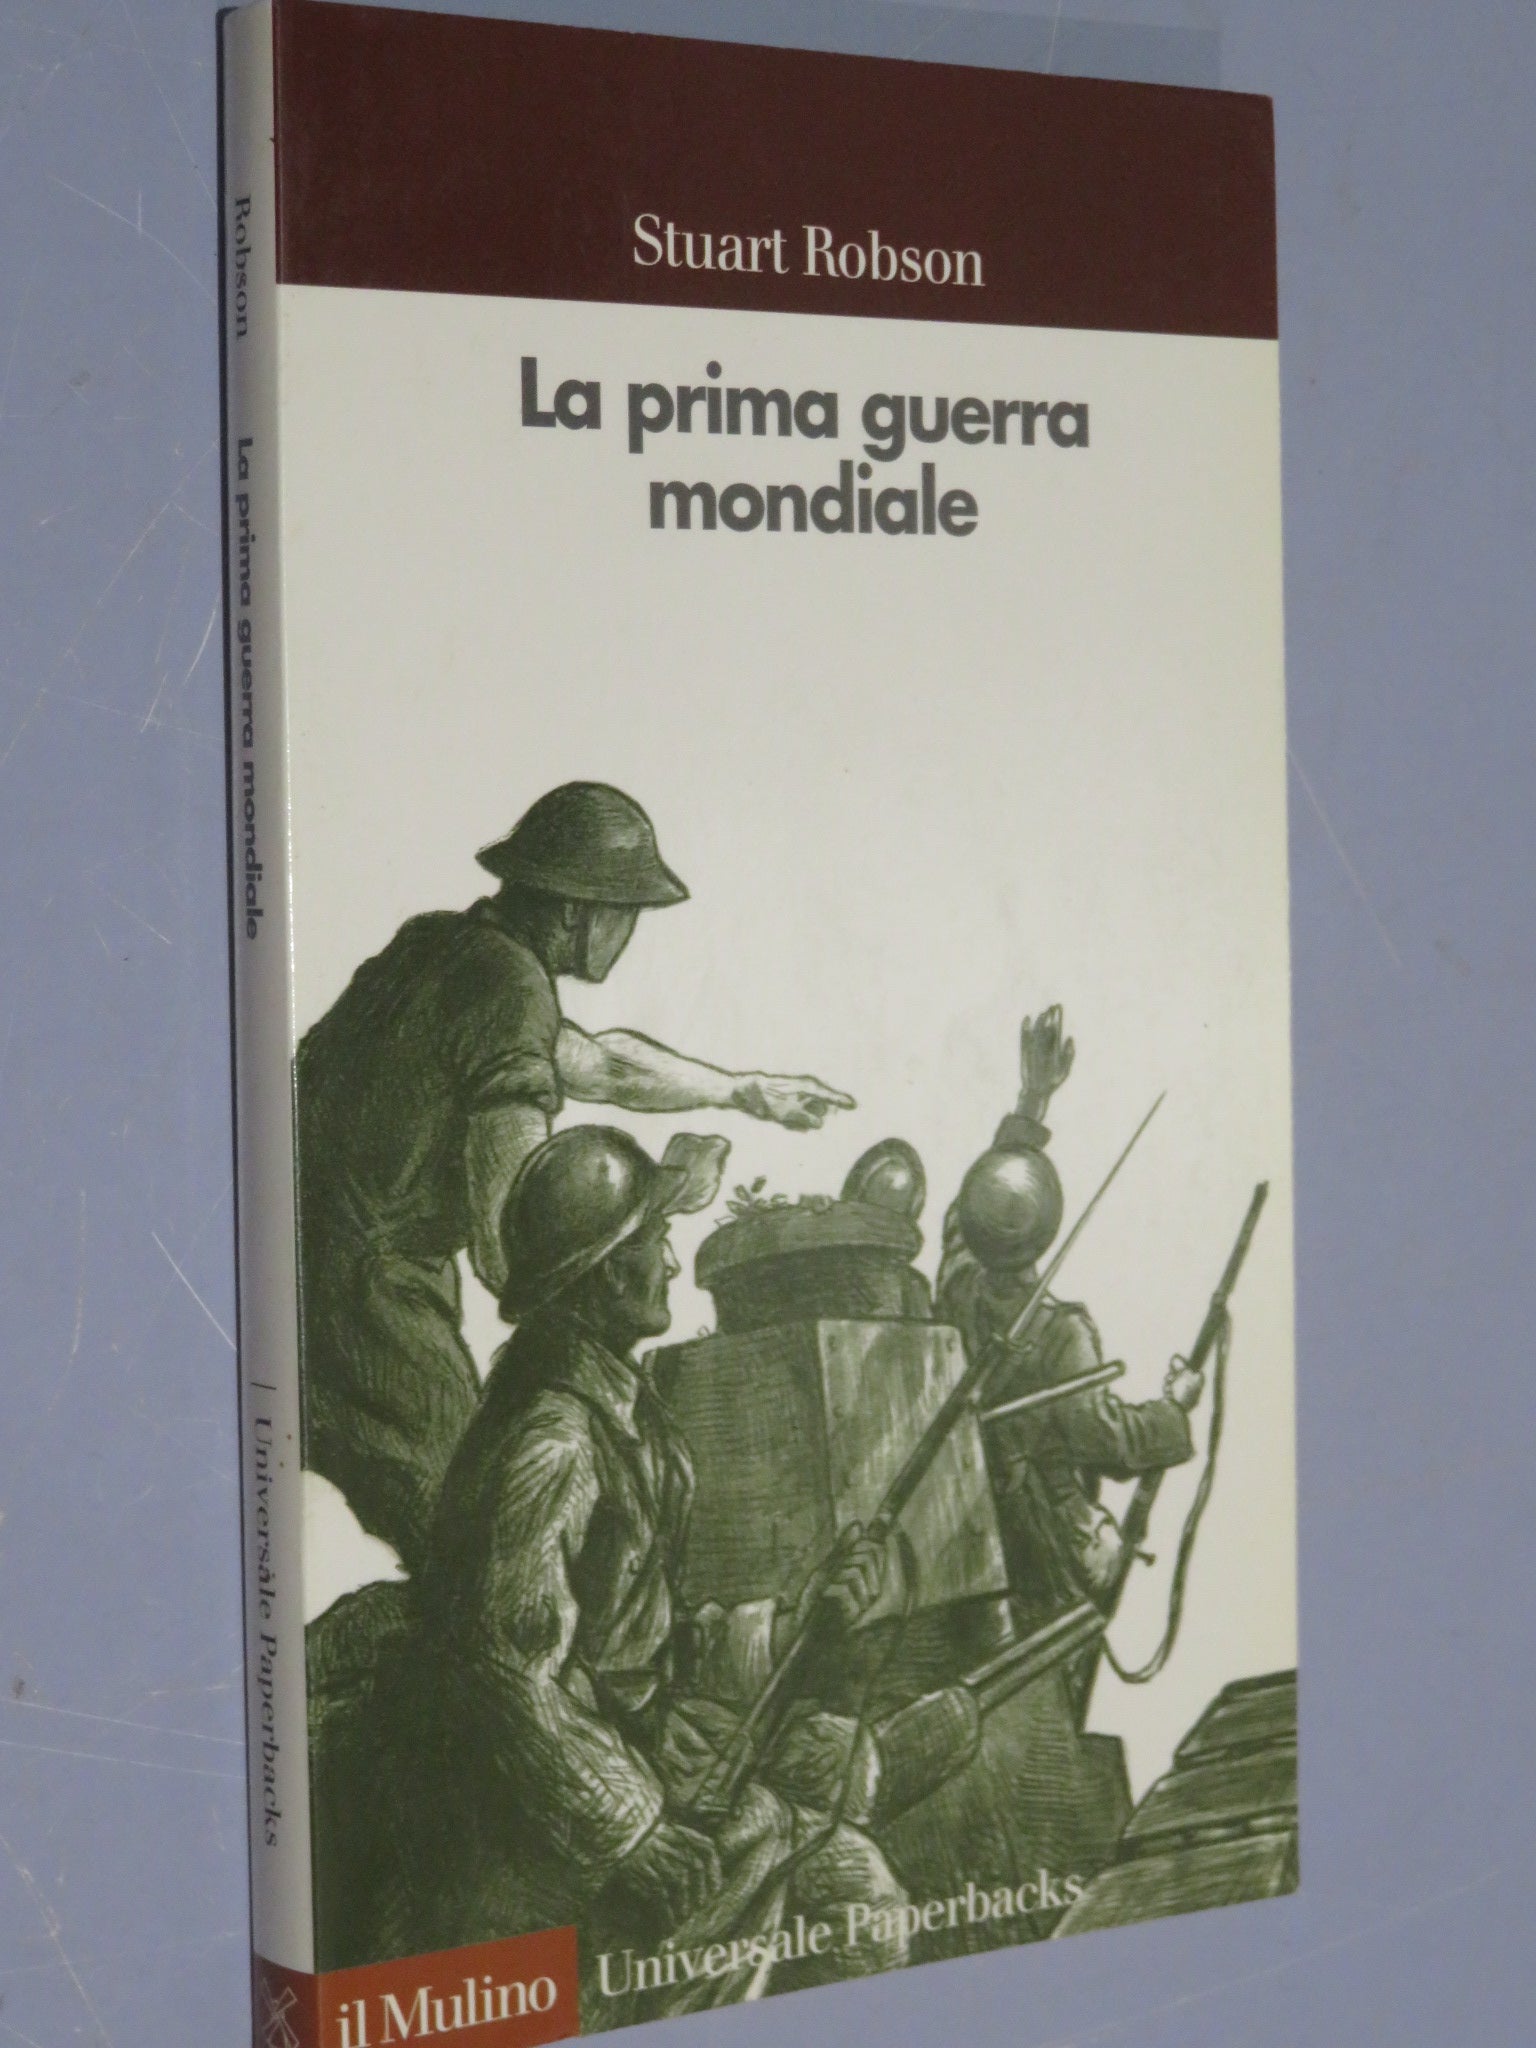 Stuart Robson
La prima guerra
mondiale
il Mulino
Universale Paperbacks
Robson La prima guerra mondiale | Universale Paperbacks